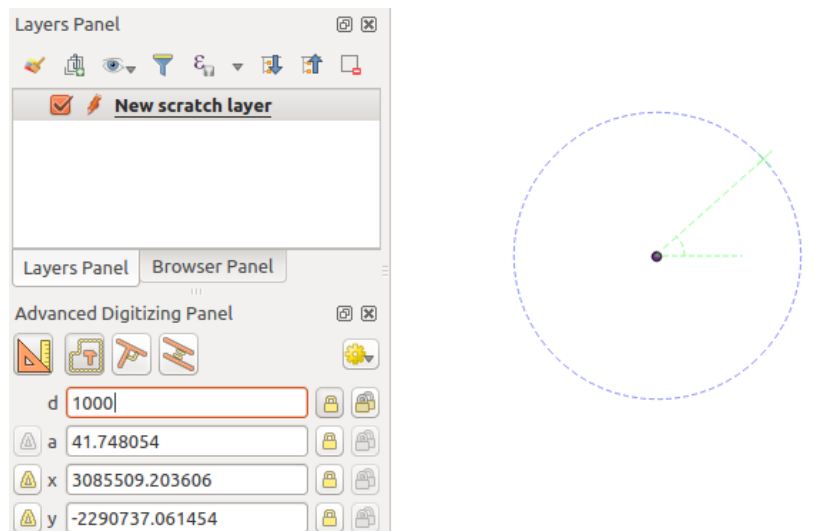 Layers Panel
New scratch layer
Layers Panel Browser Panel
Advanced Digitizing Panel
d 1000
a 41.748054
x 3085509.203606
y -2290737.061454